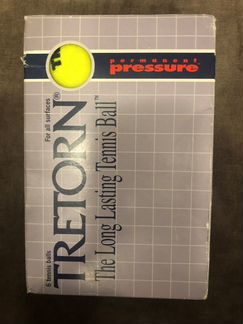 permanent
pressure
6 tennis balls
For all surfaces
TRETORN®
The Long Lasting Tennis Ball™